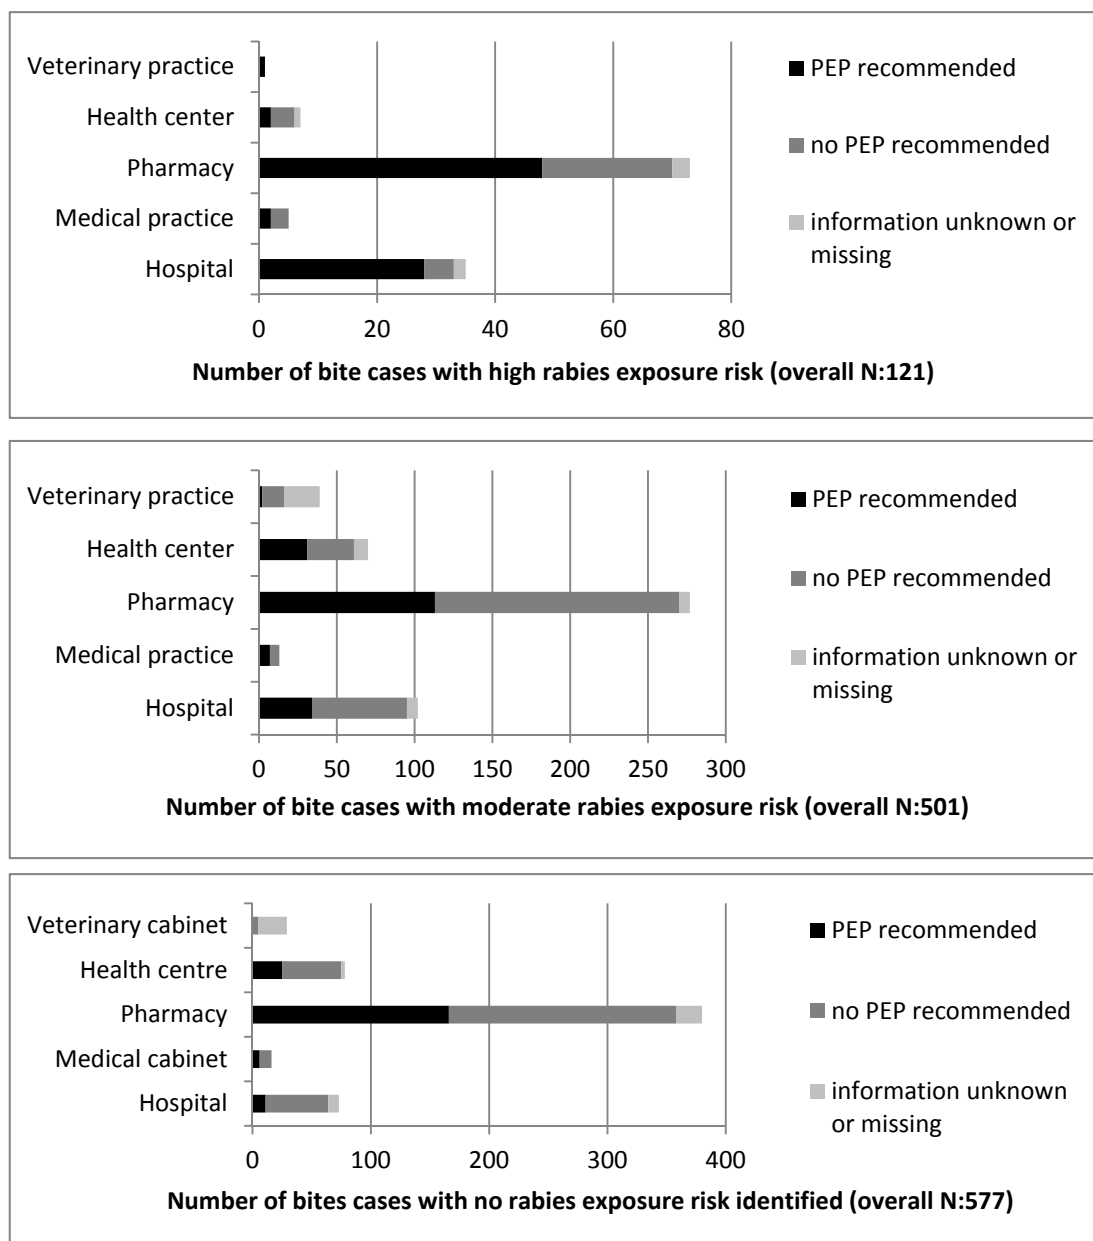 Veterinary practice
Health center
Pharmacy
Medical practice
Hospital
0 20 40 60 80
Number of bite cases with high rabies exposure risk (overall N:121)
PEP recommended
no PEP recommended
information unknown or
missing
Veterinary practice
Health center
Pharmacy
Medical practice
Hospital
0 50 100 150 200 250 300
Number of bite cases with moderate rabies exposure risk (overall N:501)
PEP recommended
no PEP recommended
information unknown or
missing
Veterinary cabinet
Health centre
Pharmacy
Medical cabinet
Hospital
0 100 200 300 400
Number of bites cases with no rabies exposure risk identified (overall N:577)
PEP recommended
no PEP recommended
information unknown
or missing